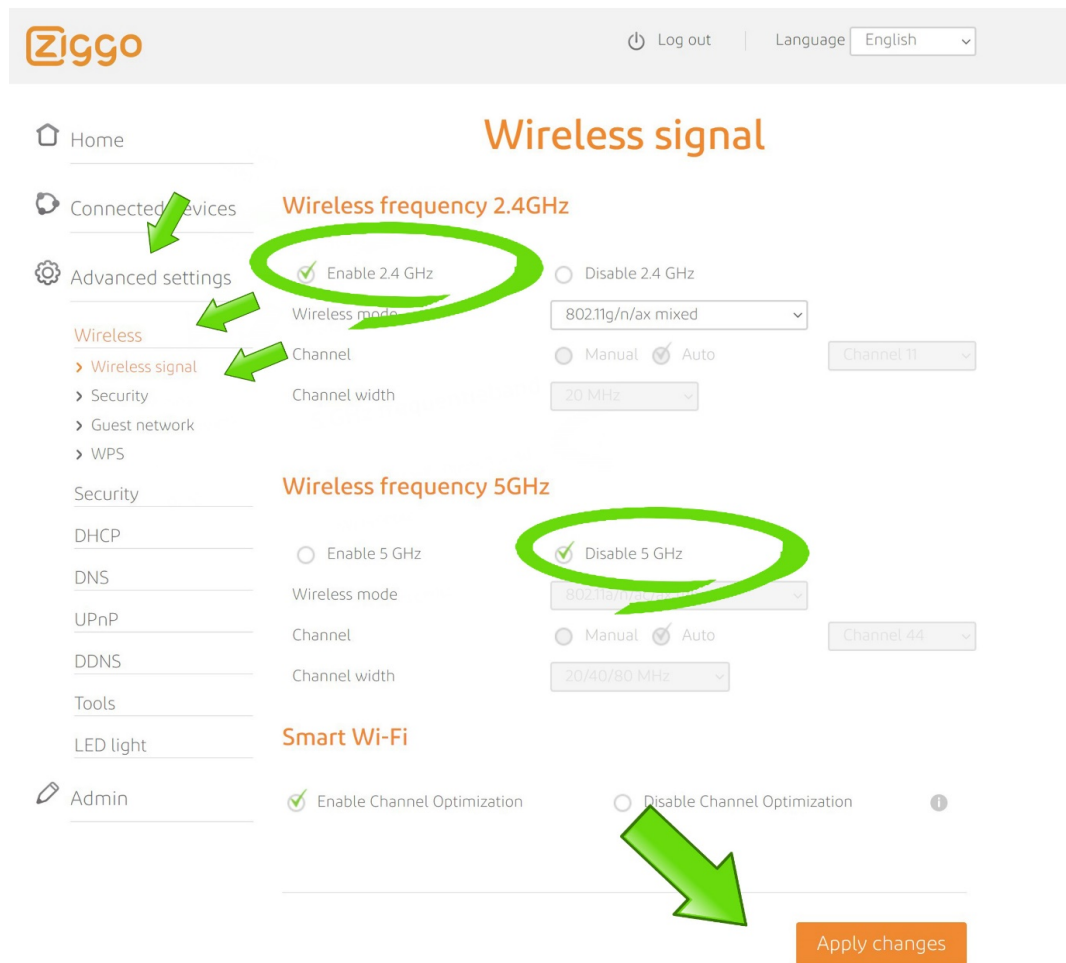 ziggo
Log out
Language English
Home
Connected devices
Advanced settings
Wireless
Wireless signal
Security
Guest network
WPS
Security
DHCP
DNS
UPnP
DDNS
Tools
LED light
Admin
Wireless signal
Wireless frequency 2.4GHz
Enable 2.4 GHz Disable 2.4 GHz
Wireless mode 802.11g/n/ax mixed
Channel Manual Auto Channel 11
Channel width 20 MHz
Wireless frequency 5GHz
Enable 5 GHz Disable 5 GHz
Wireless mode
Channel Manual Auto Channel 44
Channel width 20/40/80 MHz
Smart Wi-Fi
Enable Channel Optimization Disable Channel Optimization
Apply changes